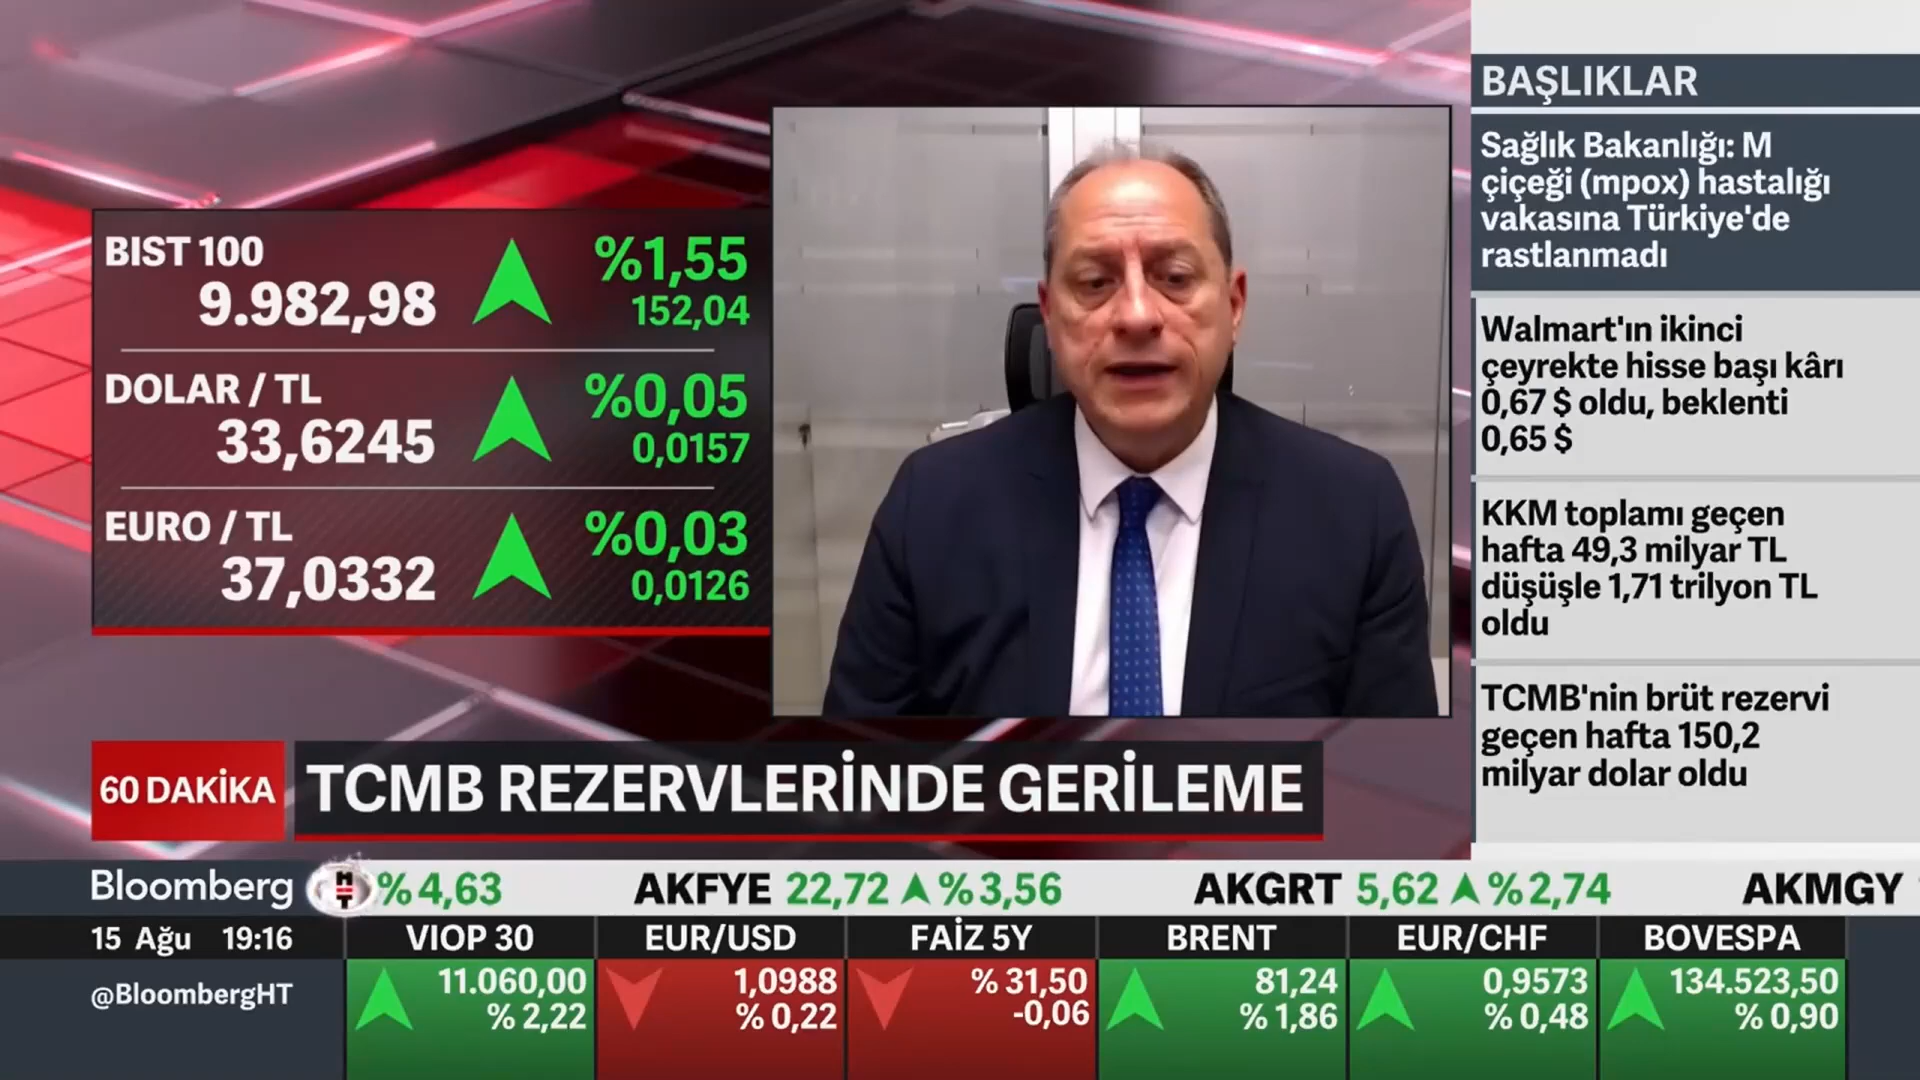 BAŞLIKLAR
Sağlık Bakanlığı: M
çiçeği (mpox) hastalığı
vakasına Türkiye'de
rastlanmadı
Walmart'ın ikinci
çeyrekte hisse başı kârı
0,67 $ oldu, beklenti
0,65 $
KKM toplamı geçen
hafta 49,3 milyar TL
düşüşle 1,71 trilyon TL
oldu
TCMB'nin brüt rezervi
geçen hafta 150,2
milyar dolar oldu
BIST 100
9.982,98
%1,55
152,04
DOLAR / TL
33,6245
%0,05
0,0157
EURO / TL
37,0332
%0,03
0,0126
60 DAKİKA
TCMB REZERVLERİNDE GERİLEME
Bloomberg HT %4,63 AKFYE 22,72 %3,56 AKGRT 5,62 %2,74 AKMGY
15 Ağu 19:16
@BloombergHT
VIOP 30
11.060,00
% 2,22
EUR/USD
1,0988
% 0,22
FAİZ 5Y
% 31,50
-0,06
BRENT
81,24
% 1,86
EUR/CHF
0,9573
% 0,48
BOVESPA
134.523,50
% 0,90